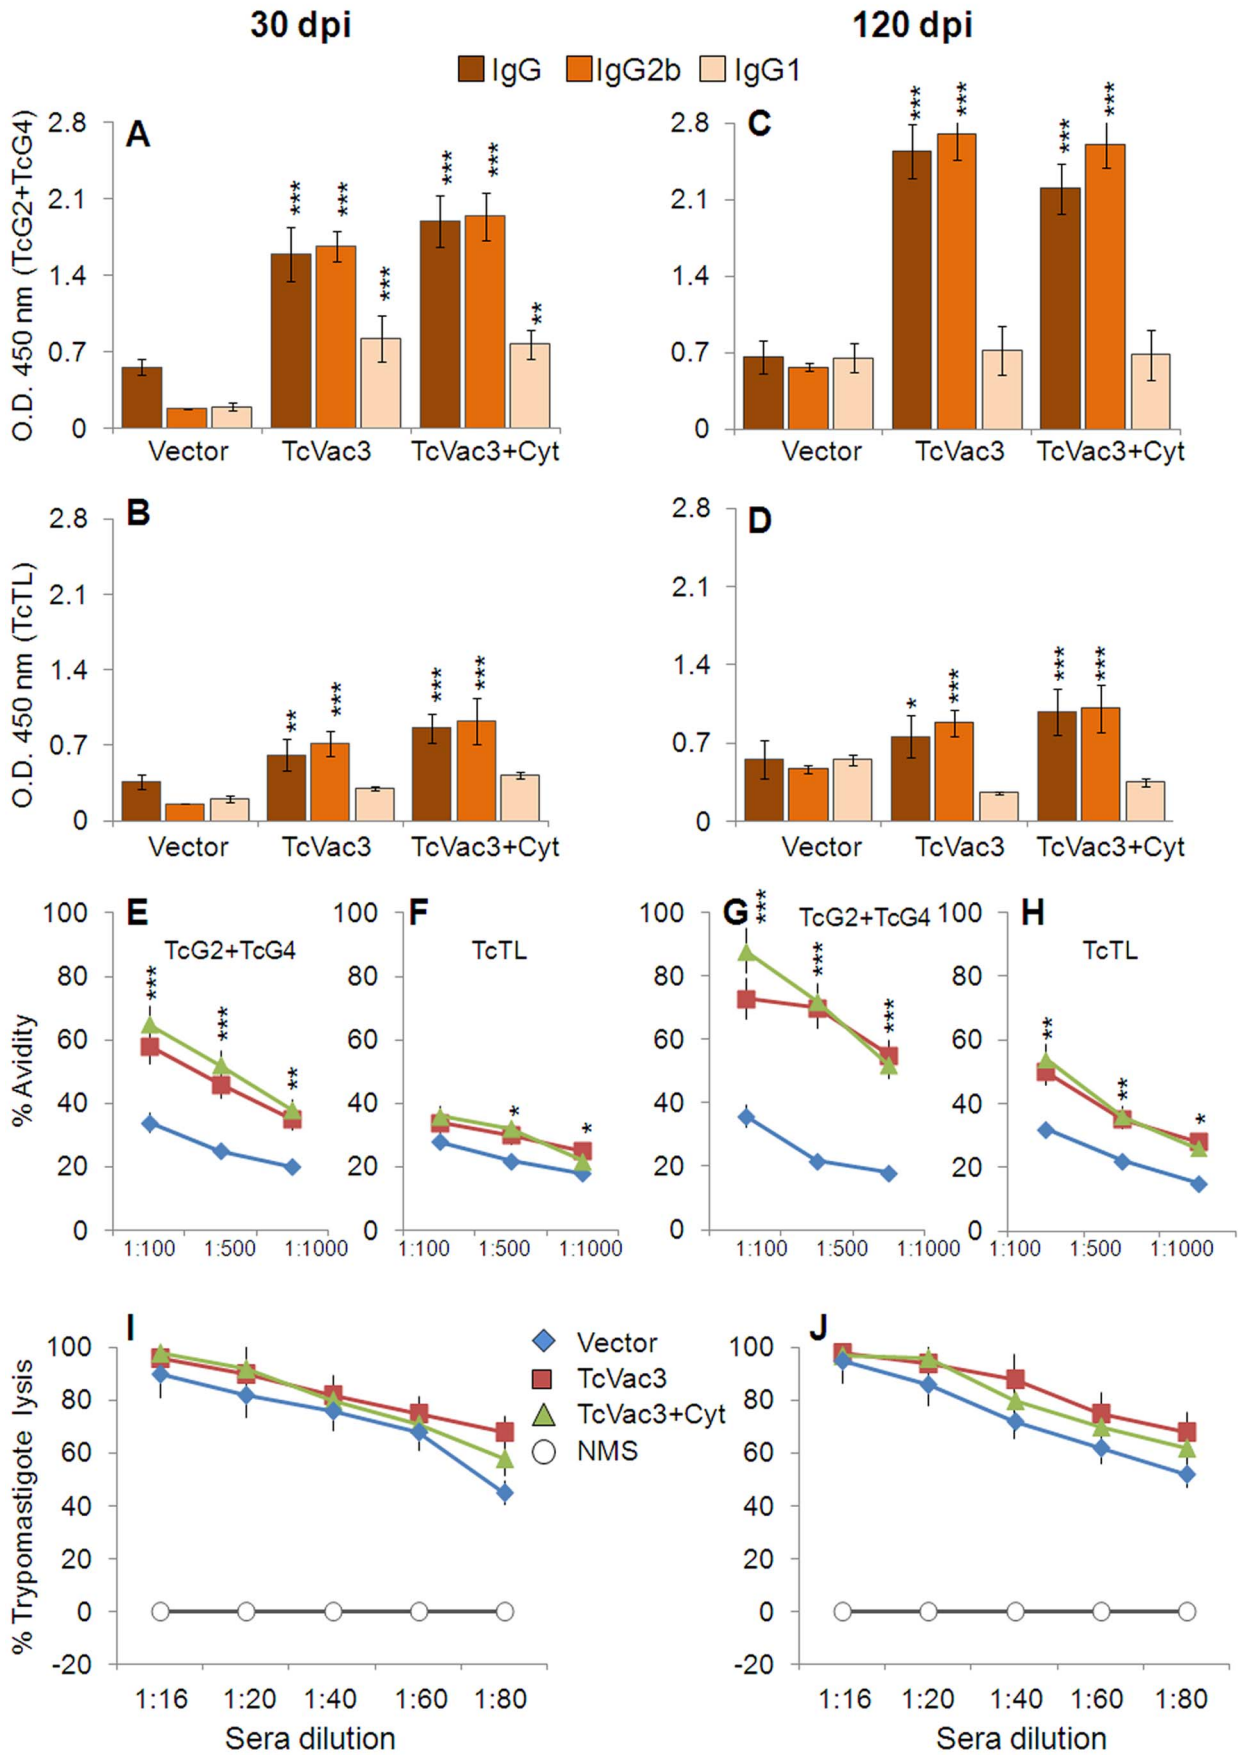 30 dpi
120 dpi
IgG IgG2b IgG1
O.D. 450 nm (TcG2+TcG4)
A
2.8
2.1
1.4
0.7
0
*** *** *** *** *** **
Vector TcVac3 TcVac3+Cyt
C
2.8
2.1
1.4
0.7
0
*** *** *** ***
Vector TcVac3 TcVac3+Cyt
O.D. 450 nm (TcTL)
B
2.8
2.1
1.4
0.7
0
** *** *** ***
Vector TcVac3 TcVac3+Cyt
D
2.8
2.1
1.4
0.7
0
* *** *** ***
Vector TcVac3 TcVac3+Cyt
% Avidity
E
TcG2+TcG4
100
80
60
40
20
0
*** *** **
1:100 1:500 1:1000
F
TcTL
100
80
60
40
20
0
* *
1:100 1:500 1:1000
G
TcG2+TcG4
100
80
60
40
20
0
*** *** ***
1:100 1:500 1:1000
H
TcTL
100
80
60
40
20
0
** ** *
1:100 1:500 1:1000
% Trypomastigote lysis
I
100
80
60
40
20
0
-20
1:16 1:20 1:40 1:60 1:80
Sera dilution
Vector
TcVac3
TcVac3+Cyt
NMS
J
100
80
60
40
20
0
-20
1:16 1:20 1:40 1:60 1:80
Sera dilution